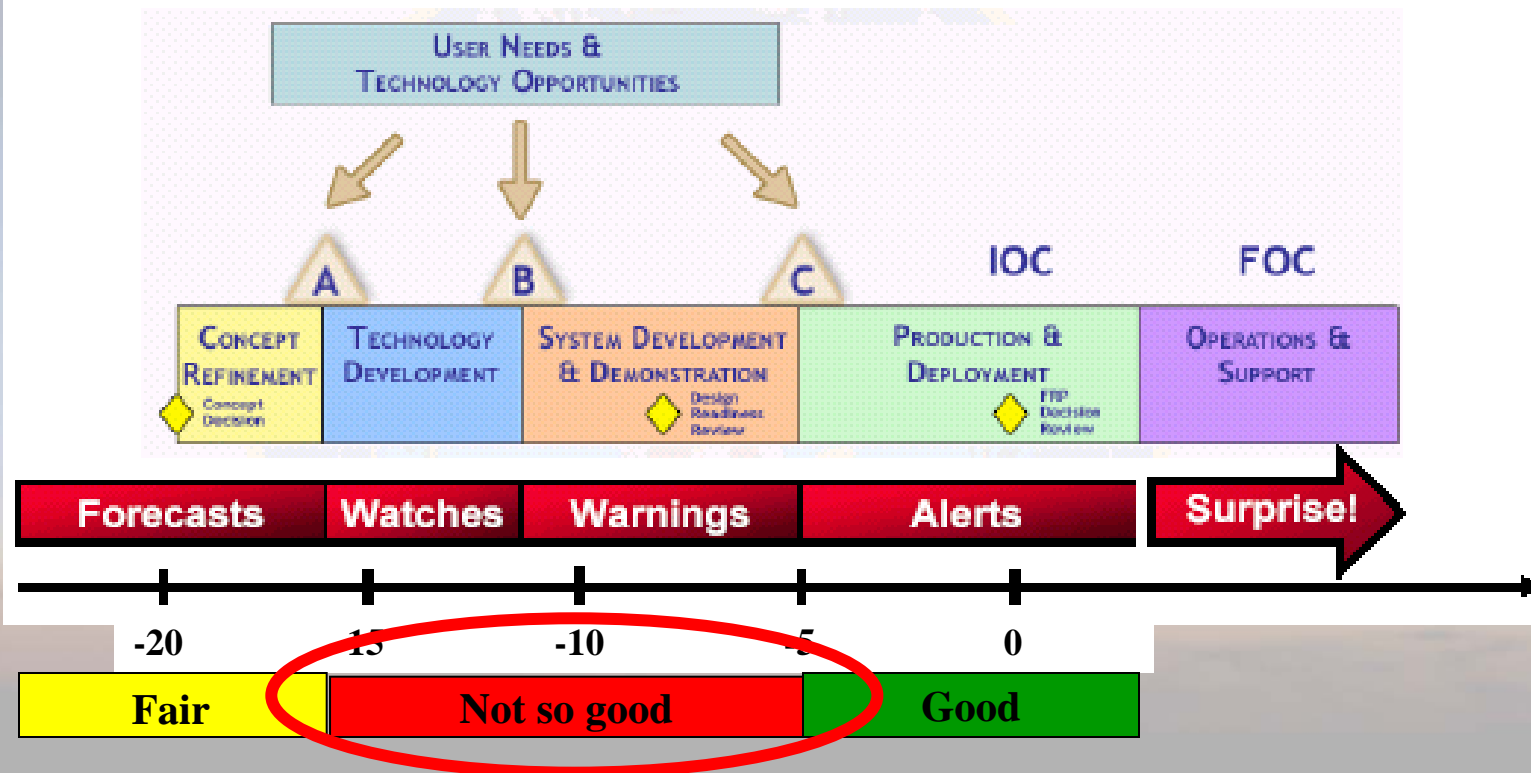 USER NEEDS &
TECHNOLOGY OPPORTUNITIES
A
B
C
IOC
FOC
CONCEPT
REFINEMENT
Concept
Decision
TECHNOLOGY
DEVELOPMENT
SYSTEM DEVELOPMENT
& DEMONSTRATION
Design
Readiness
Review
PRODUCTION &
DEPLOYMENT
FRP
Decision
Review
OPERATIONS &
SUPPORT
Forecasts
Watches
Warnings
Alerts
Surprise!
-20
-15
-10
-5
0
Fair
Not so good
Good